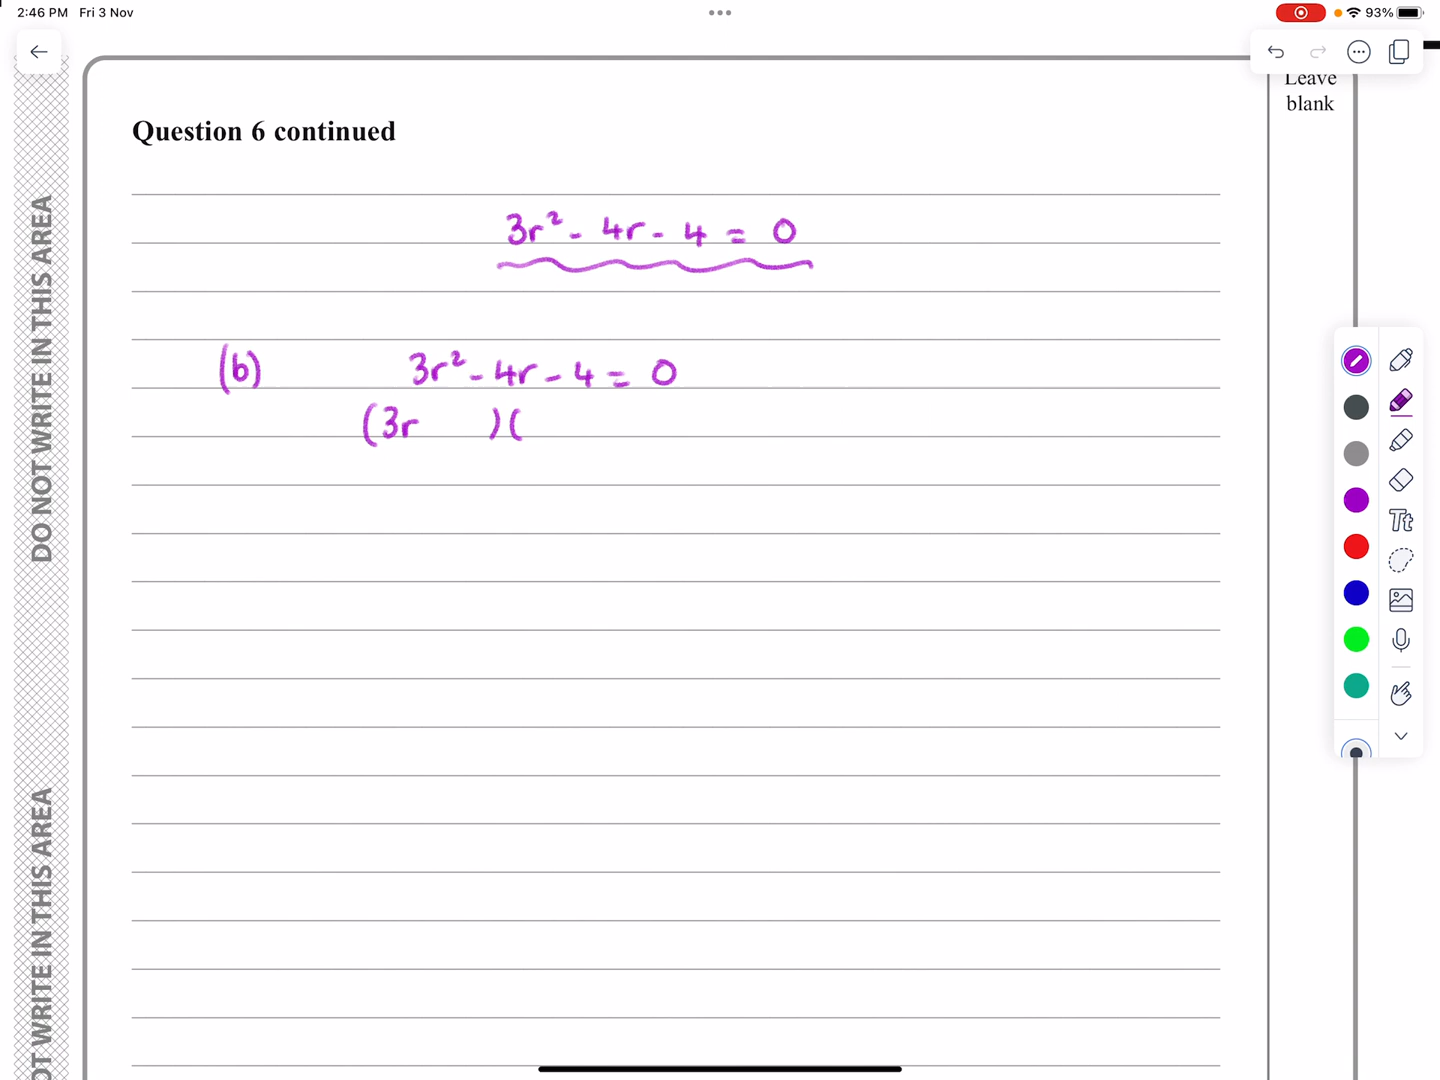 2:46 PM Fri 3 Nov
93%
Leave
blank
Question 6 continued
3r² - 4r - 4 = 0
(b) 3r² - 4r - 4 = 0
(3r )(
DO NOT WRITE IN THIS AREA
OT WRITE IN THIS AREA
Tt